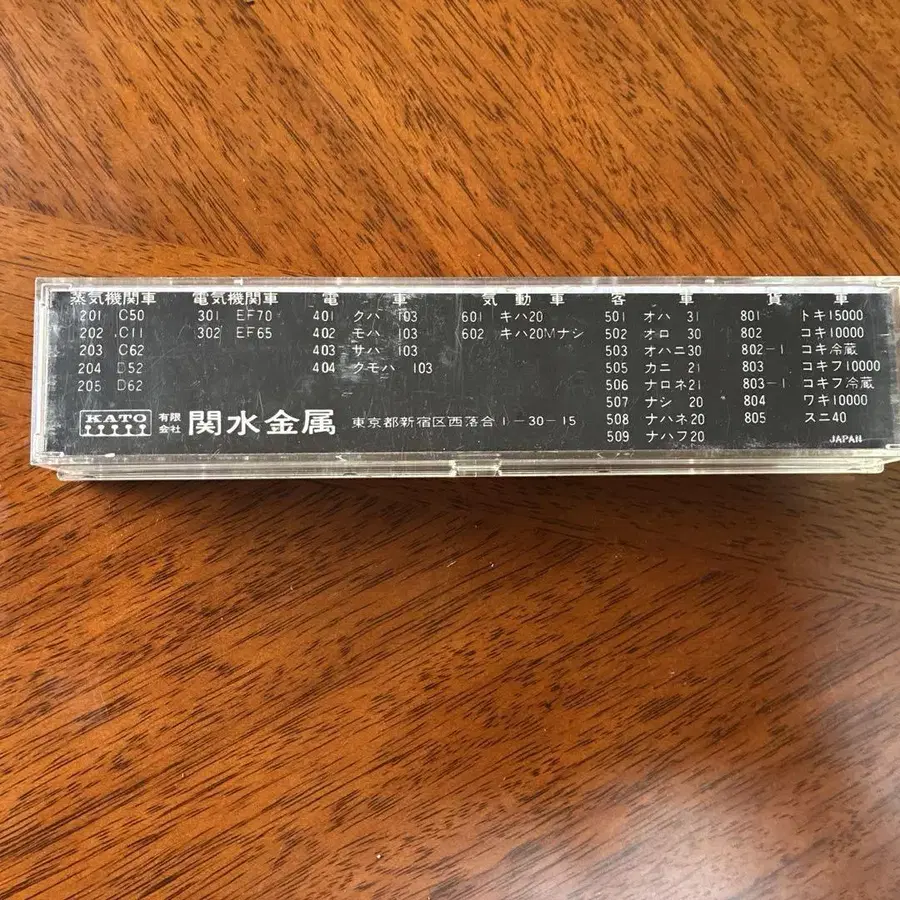 蒸気機関車 電気機関車 電車 気動車 客車 貨車
201 C50 301 EF70 401 クハ 103 601 キハ20 501 オハ 31 801 トキ15000
202 C11 302 EF65 402 モハ 103 602 キハ20Mナシ 502 オロ 30 802 コキ10000
203 C62 403 サハ 103 503 オハニ30 802-1 コキ冷蔵
204 D52 404 クモハ 103 505 カニ 21 803 コキフ10000
205 D62 506 ナロネ21 803-1 コキフ冷蔵
507 ナシ 20 804 ワキ10000
508 ナハネ20 805 スニ40
509 ナハフ20
KATO 有限会社 関水金属 東京都新宿区西落合1-30-15
JAPAN